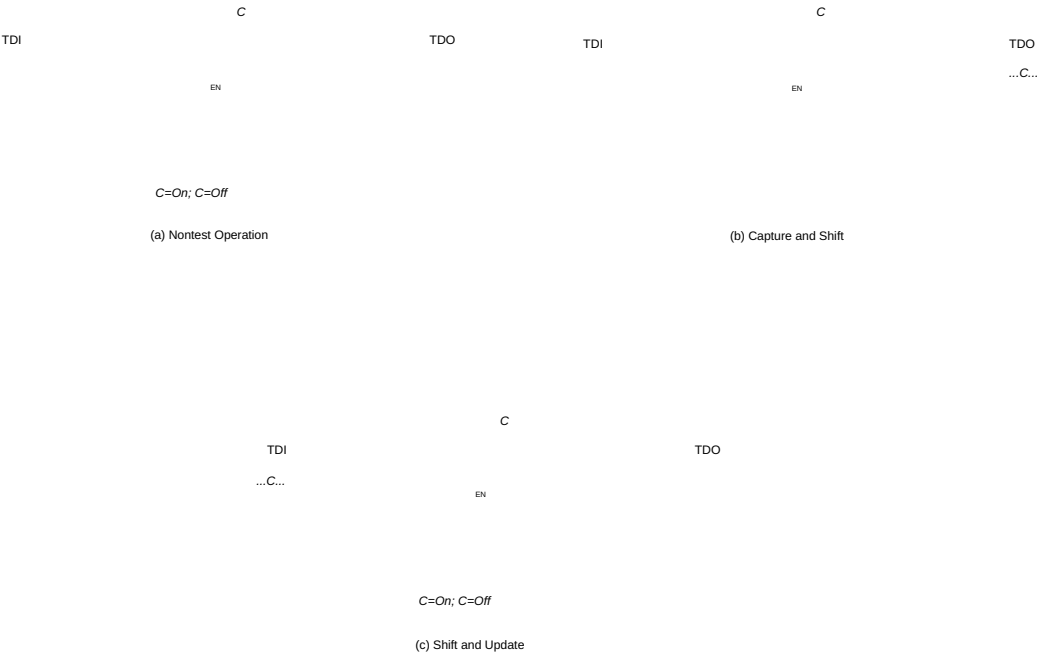 C
TDI
TDO
EN
C=On; C=Off
(a) Nontest Operation
C
TDI
TDO
...C...
EN
(b) Capture and Shift
C
TDI
TDO
...C...
EN
C=On; C=Off
(c) Shift and Update